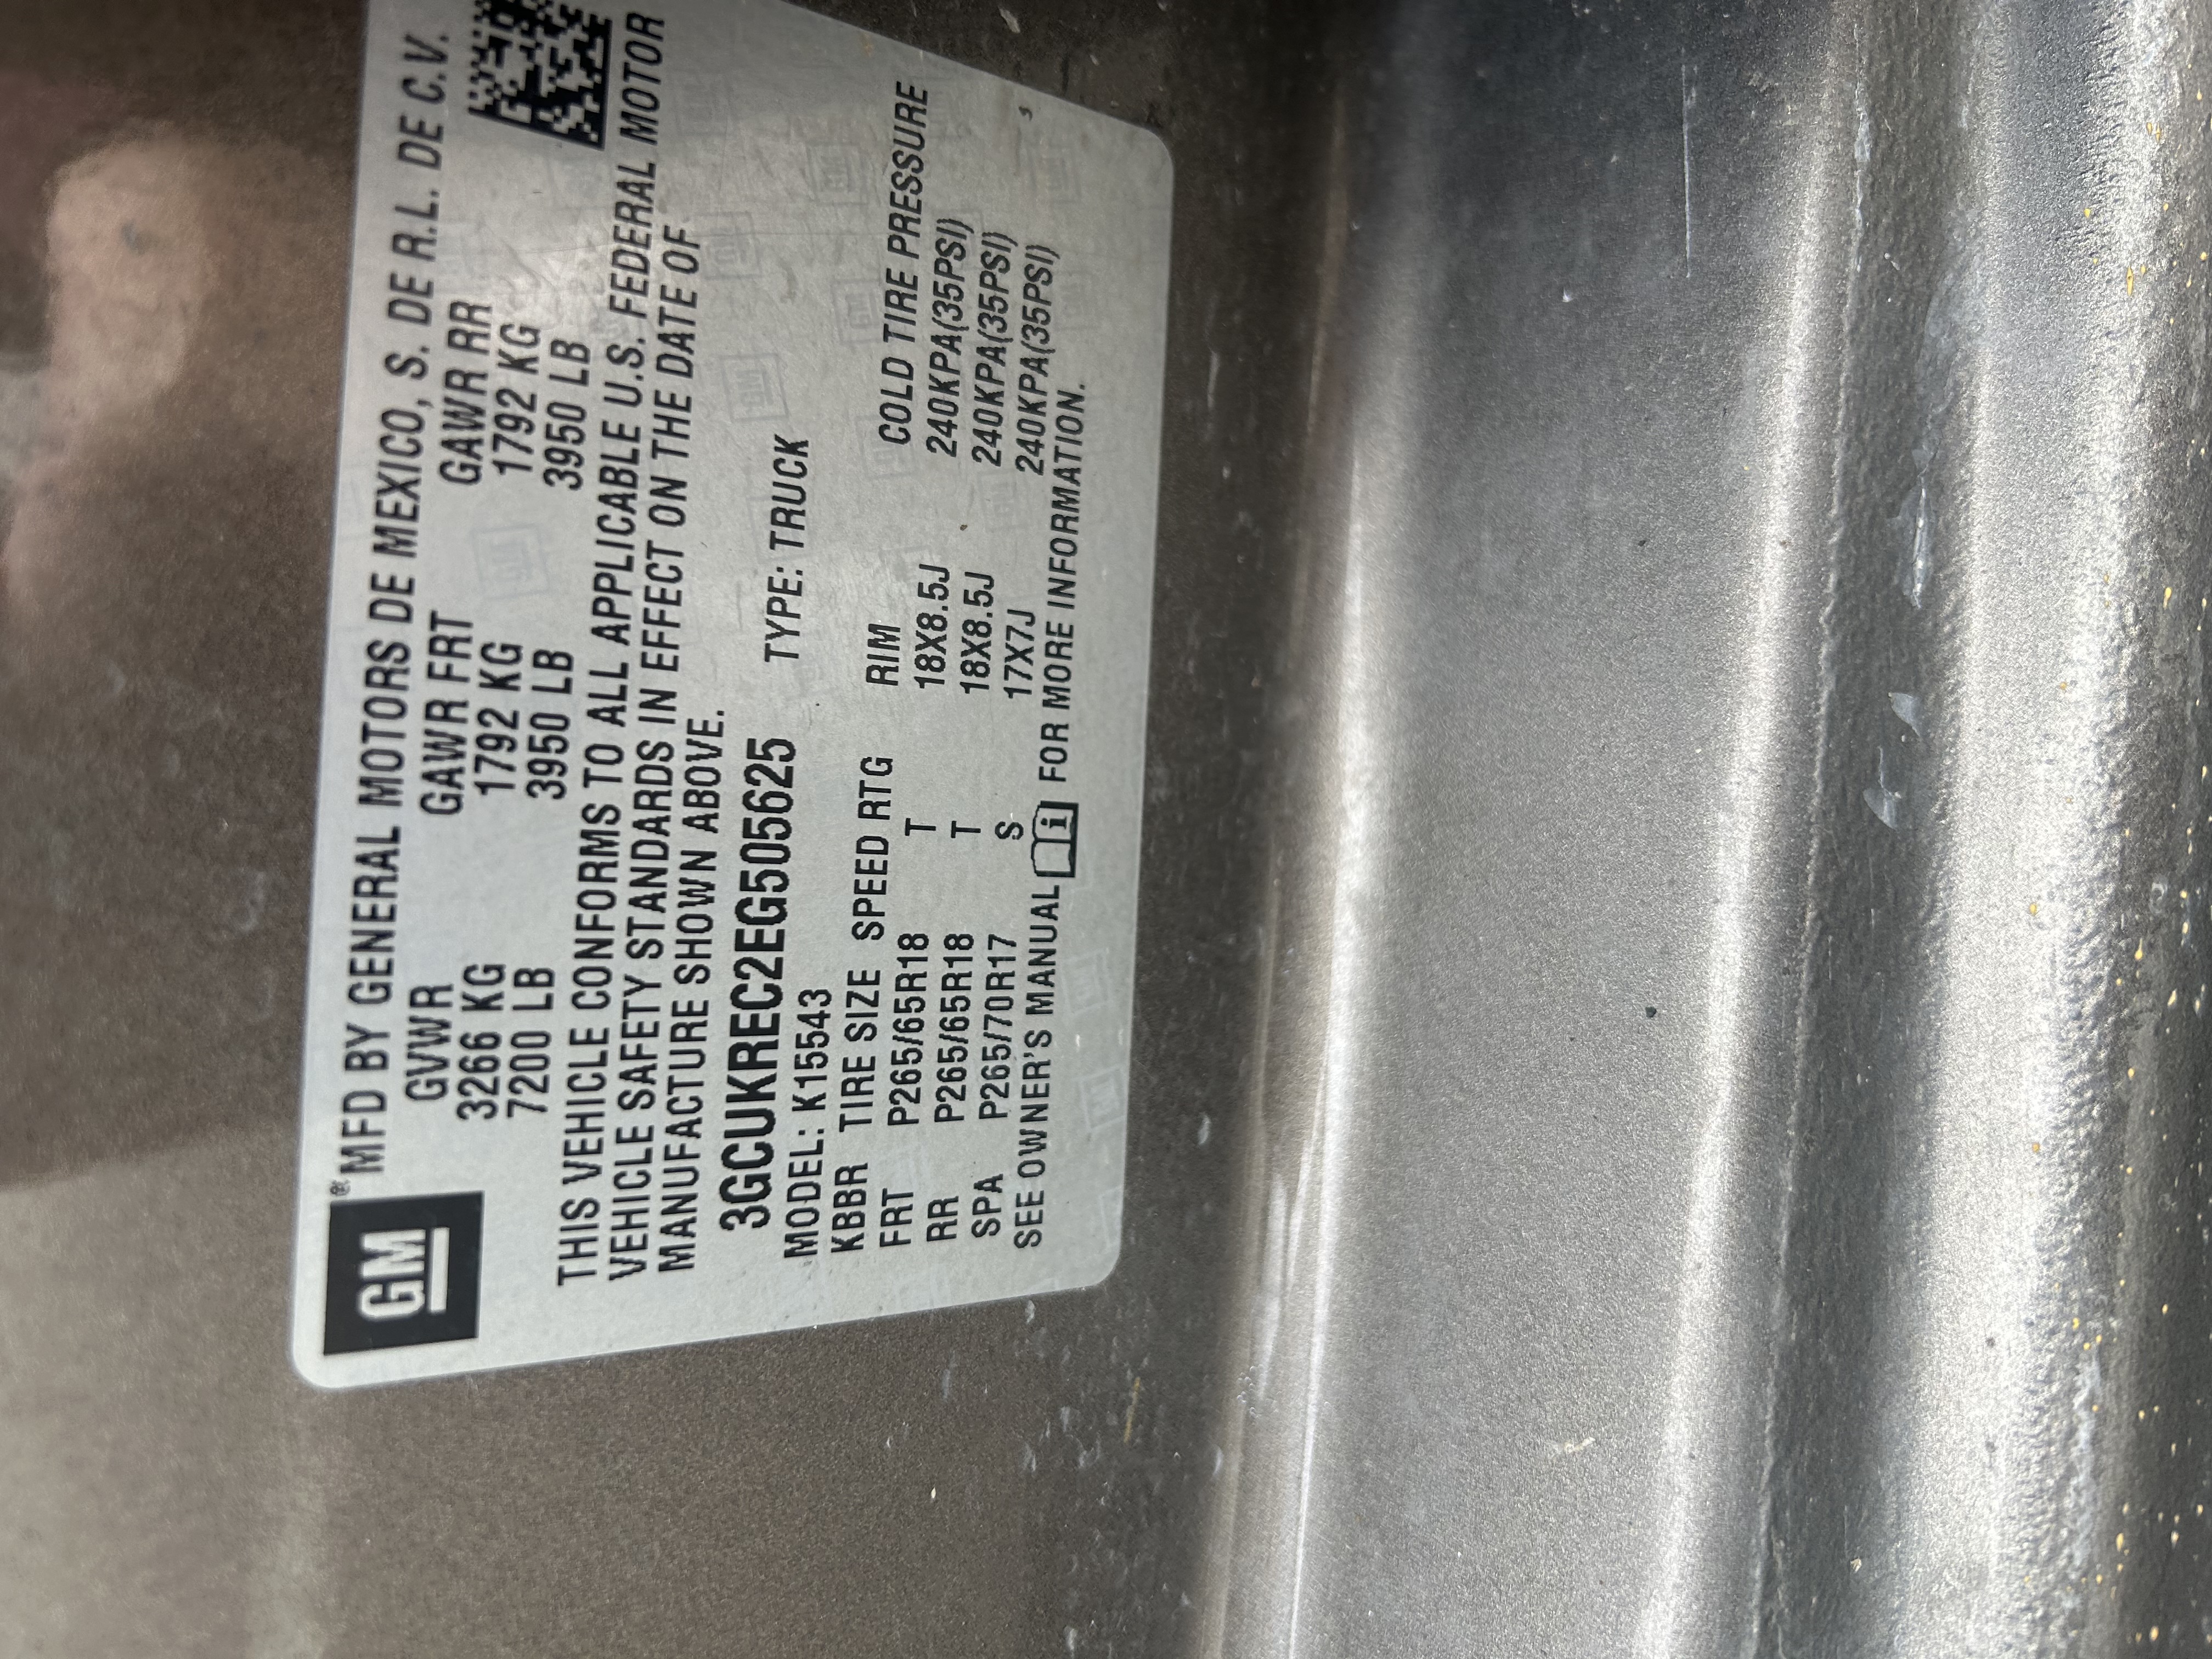 GM
® MFD BY GENERAL MOTORS DE MEXICO, S. DE R.L. DE C.V.
GVWR GAWR FRT GAWR RR
3266 KG 1792 KG 1792 KG
7200 LB 3950 LB 3950 LB
THIS VEHICLE CONFORMS TO ALL APPLICABLE U.S. FEDERAL MOTOR
VEHICLE SAFETY STANDARDS IN EFFECT ON THE DATE OF
MANUFACTURE SHOWN ABOVE.
3GCUKREC2EG505625 TYPE: TRUCK
MODEL: K15543
KBBR TIRE SIZE SPEED RTG RIM COLD TIRE PRESSURE
FRT P265/65R18 T 18X8.5J 240KPA(35PSI)
RR P265/65R18 T 18X8.5J 240KPA(35PSI)
SPA P265/70R17 S 17X7J 240KPA(35PSI)
SEE OWNER'S MANUAL i FOR MORE INFORMATION.